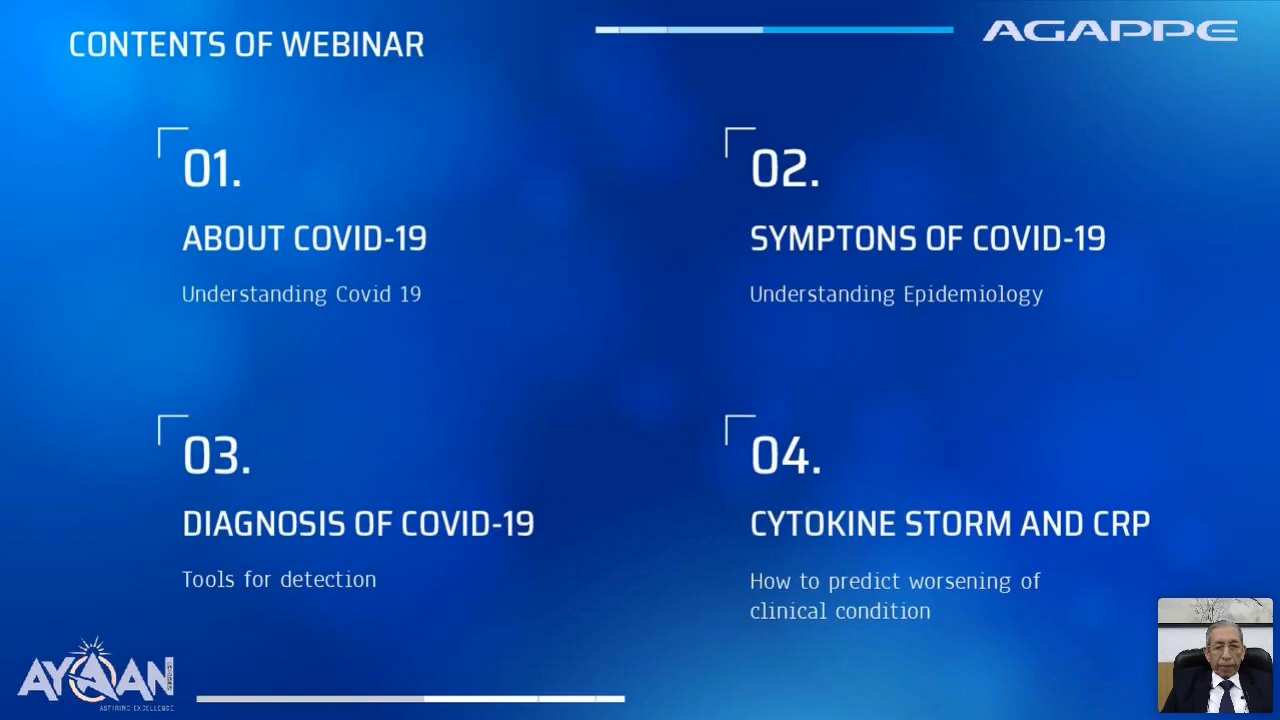 CONTENTS OF WEBINAR
AGAPPE
01.
ABOUT COVID-19
Understanding Covid 19
02.
SYMPTONS OF COVID-19
Understanding Epidemiology
03.
DIAGNOSIS OF COVID-19
Tools for detection
04.
CYTOKINE STORM AND CRP
How to predict worsening of
clinical condition
AYAAN